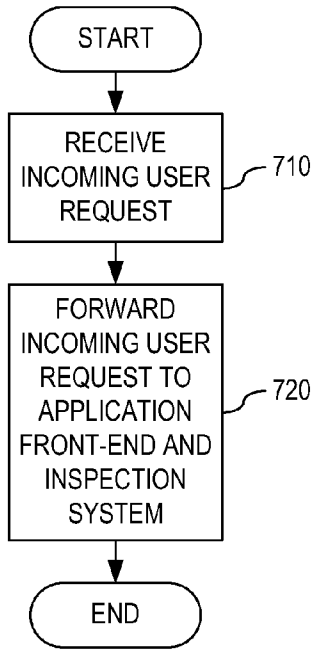 START
RECEIVE
INCOMING USER
REQUEST
710
FORWARD
INCOMING USER
REQUEST TO
APPLICATION
FRONT-END AND
INSPECTION
SYSTEM
720
END